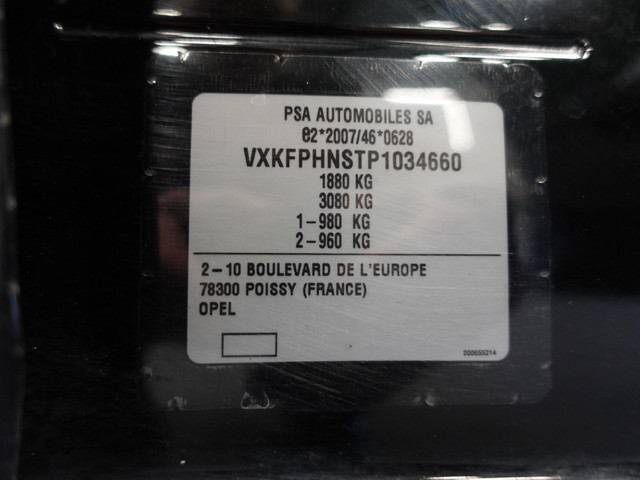 PSA AUTOMOBILES SA
e2*2007/46*0628
VXKFPHNSTP1034660
1880 KG
3080 KG
1-980 KG
2-960 KG
2-10 BOULEVARD DE L'EUROPE
78300 POISSY (FRANCE)
OPEL